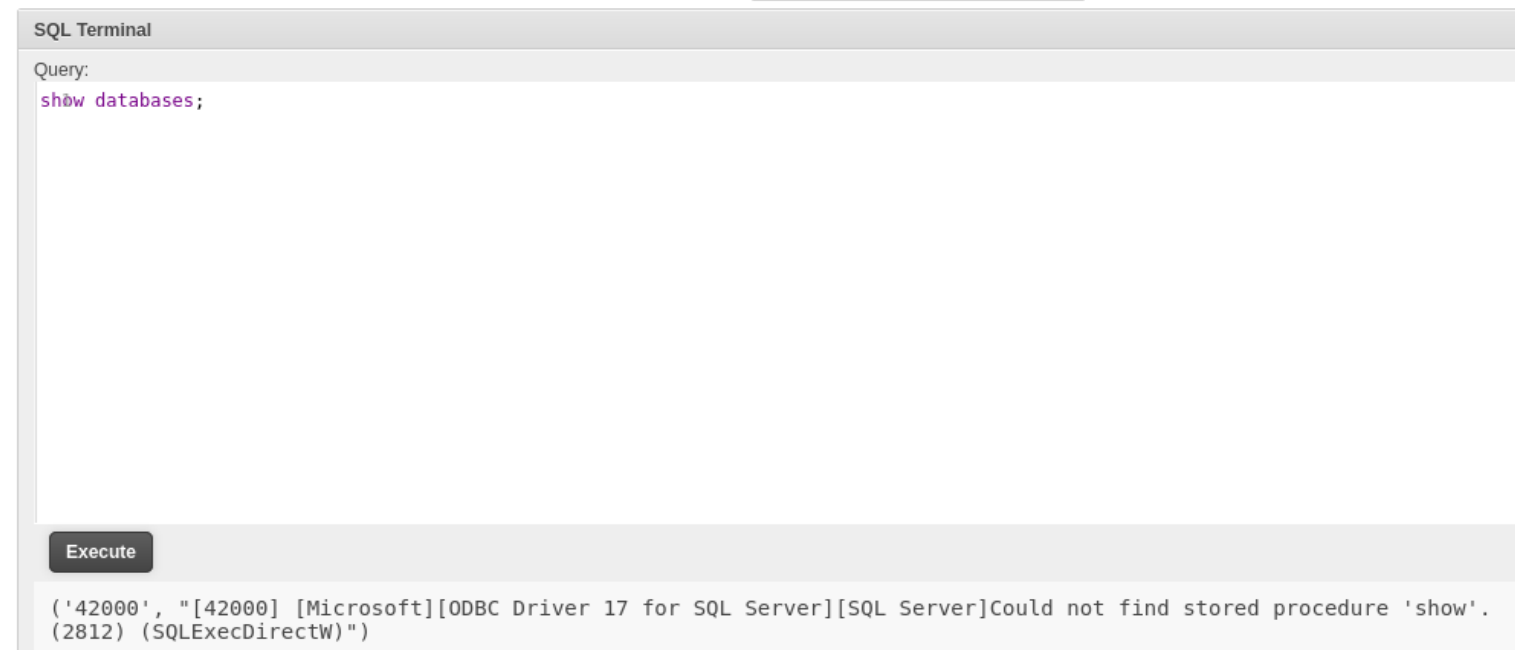 SQL Terminal
Query:
show databases;
Execute
('42000', "[42000] [Microsoft][ODBC Driver 17 for SQL Server][SQL Server]Could not find stored procedure 'show'.
(2812) (SQLExecDirectW)")